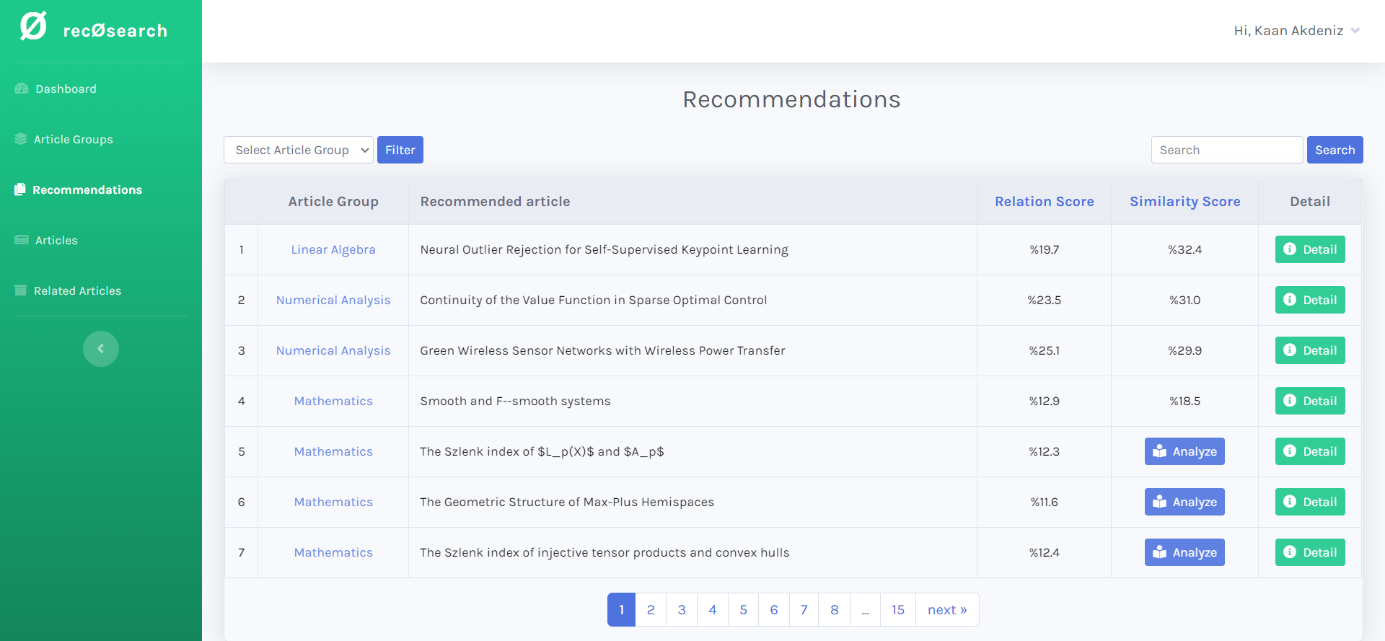 recØsearch
Hi, Kaan Akdeniz
Dashboard
Article Groups
Recommendations
Articles
Related Articles
Recommendations
Select Article Group Filter Search Search
Article Group Recommended article Relation Score Similarity Score Detail
1 Linear Algebra Neural Outlier Rejection for Self-Supervised Keypoint Learning %19.7 %32.4 Detail
2 Numerical Analysis Continuity of the Value Function in Sparse Optimal Control %23.5 %31.0 Detail
3 Numerical Analysis Green Wireless Sensor Networks with Wireless Power Transfer %25.1 %29.9 Detail
4 Mathematics Smooth and F--smooth systems %12.9 %18.5 Detail
5 Mathematics The Szlenk index of $L_p(X)$ and $A_p$ %12.3 Analyze Detail
6 Mathematics The Geometric Structure of Max-Plus Hemispaces %11.6 Analyze Detail
7 Mathematics The Szlenk index of injective tensor products and convex hulls %12.4 Analyze Detail
1 2 3 4 5 6 7 8 ... 15 next »